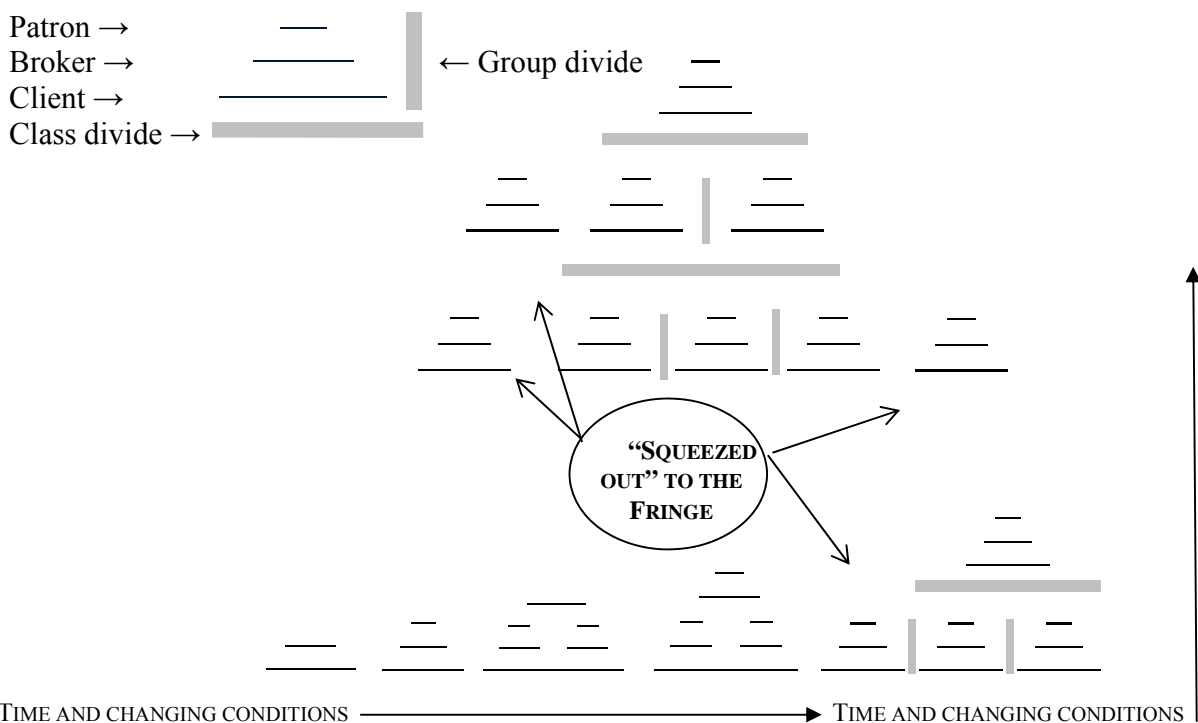 Patron →
Broker →
← Group divide
Client →
Class divide →
“SQUEEZED
OUT” TO THE
FRINGE
TIME AND CHANGING CONDITIONS
TIME AND CHANGING CONDITIONS